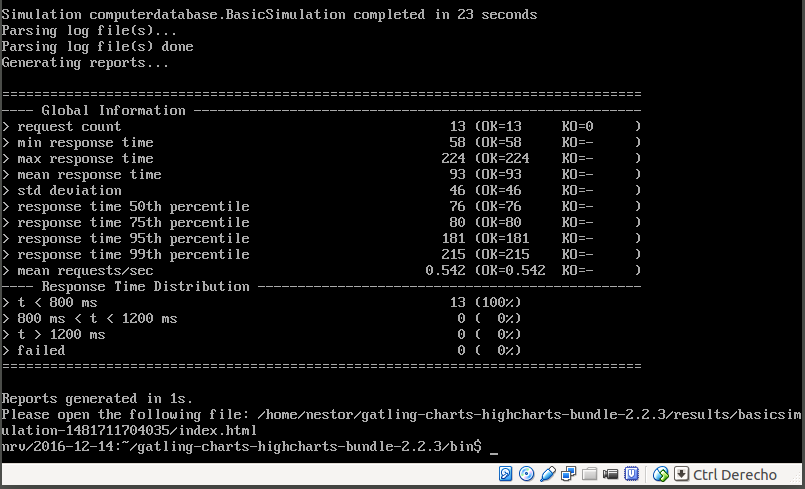 Simulation computerdatabase.BasicSimulation completed in 23 seconds
Parsing log file(s)...
Parsing log file(s) done
Generating reports...
================================================================================
---- Global Information --------------------------------------------------------
> request count                                         13 (OK=13     KO=0     )
> min response time                                     58 (OK=58     KO=-     )
> max response time                                    224 (OK=224    KO=-     )
> mean response time                                    93 (OK=93     KO=-     )
> std deviation                                         46 (OK=46     KO=-     )
> response time 50th percentile                         76 (OK=76     KO=-     )
> response time 75th percentile                         80 (OK=80     KO=-     )
> response time 95th percentile                        181 (OK=181    KO=-     )
> response time 99th percentile                        215 (OK=215    KO=-     )
> mean requests/sec                                  0.542 (OK=0.542  KO=-     )
---- Response Time Distribution ------------------------------------------------
> t < 800 ms                                            13 (100%)
> 800 ms < t < 1200 ms                                   0 (  0%)
> t > 1200 ms                                            0 (  0%)
> failed                                                 0 (  0%)
================================================================================
Reports generated in 1s.
Please open the following file: /home/nestor/gatling-charts-highcharts-bundle-2.2.3/results/basicsim
ulation-1481711704035/index.html
nrv/2016-12-14:~/gatling-charts-highcharts-bundle-2.2.3/bin$ _
Ctrl Derecho